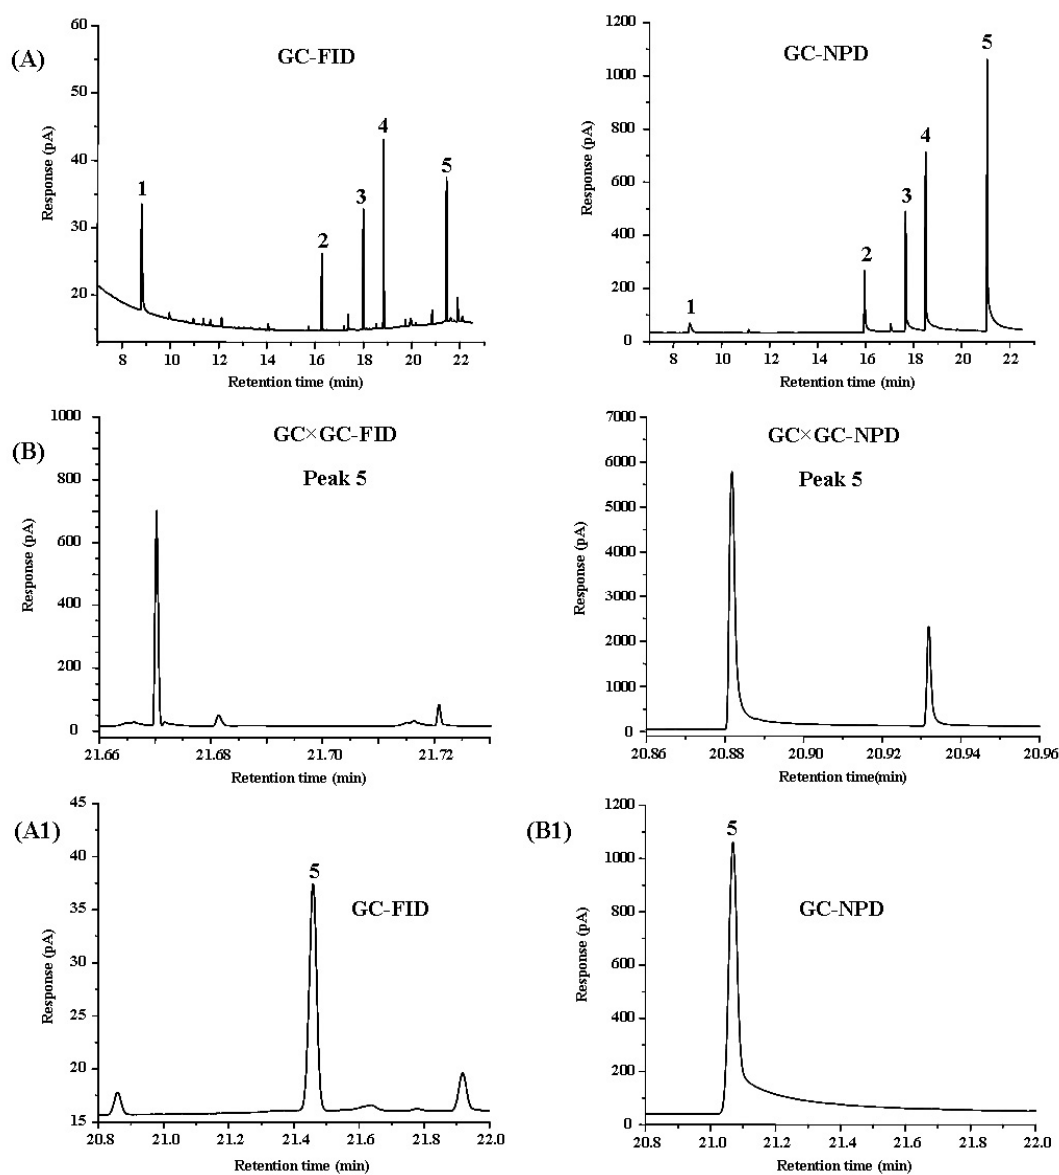 (A)
GC-FID
60
50
40
30
20
Response (pA)
1
2
3
4
5
8 10 12 14 16 18 20 22
Retention time (min)
GC-NPD
1200
1000
800
600
400
200
0
Response (pA)
1
2
3
4
5
8 10 12 14 16 18 20 22
Retention time (min)
(B)
GC×GC-FID
Peak 5
1000
800
600
400
200
0
Response (pA)
21.66 21.68 21.70 21.72
Retention time (min)
GC×GC-NPD
Peak 5
7000
6000
5000
4000
3000
2000
1000
0
Response (pA)
20.86 20.88 20.90 20.92 20.94 20.96
Retention time(min)
(A1)
GC-FID
5
45
40
35
30
25
20
15
Response (pA)
20.8 21.0 21.2 21.4 21.6 21.8 22.0
Retention time (min)
(B1)
GC-NPD
5
1200
1000
800
600
400
200
0
Response (pA)
20.8 21.0 21.2 21.4 21.6 21.8 22.0
Retention time (min)